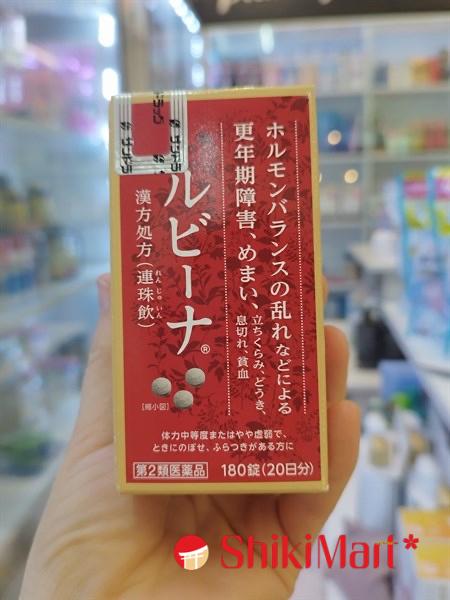 ホルモンバランスの乱れなどによる
更年期障害、めまい、
立ちくらみ、どうき、
息切れ、貧血
ルビーナ®
漢方処方(連珠飲)
れんじゅいん
[縮小図]
体力中等度またはやや虚弱で、
ときにのぼせ、ふらつきがある方に
第2類医薬品 180錠(20日分)
ShikiMart*